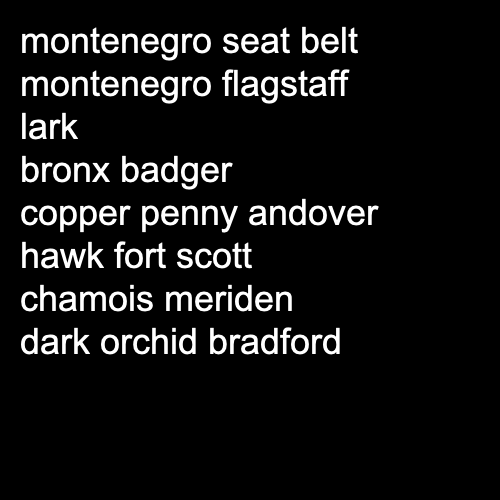 montenegro seat belt
montenegro flagstaff
lark
bronx badger
copper penny andover
hawk fort scott
chamois meriden
dark orchid bradford